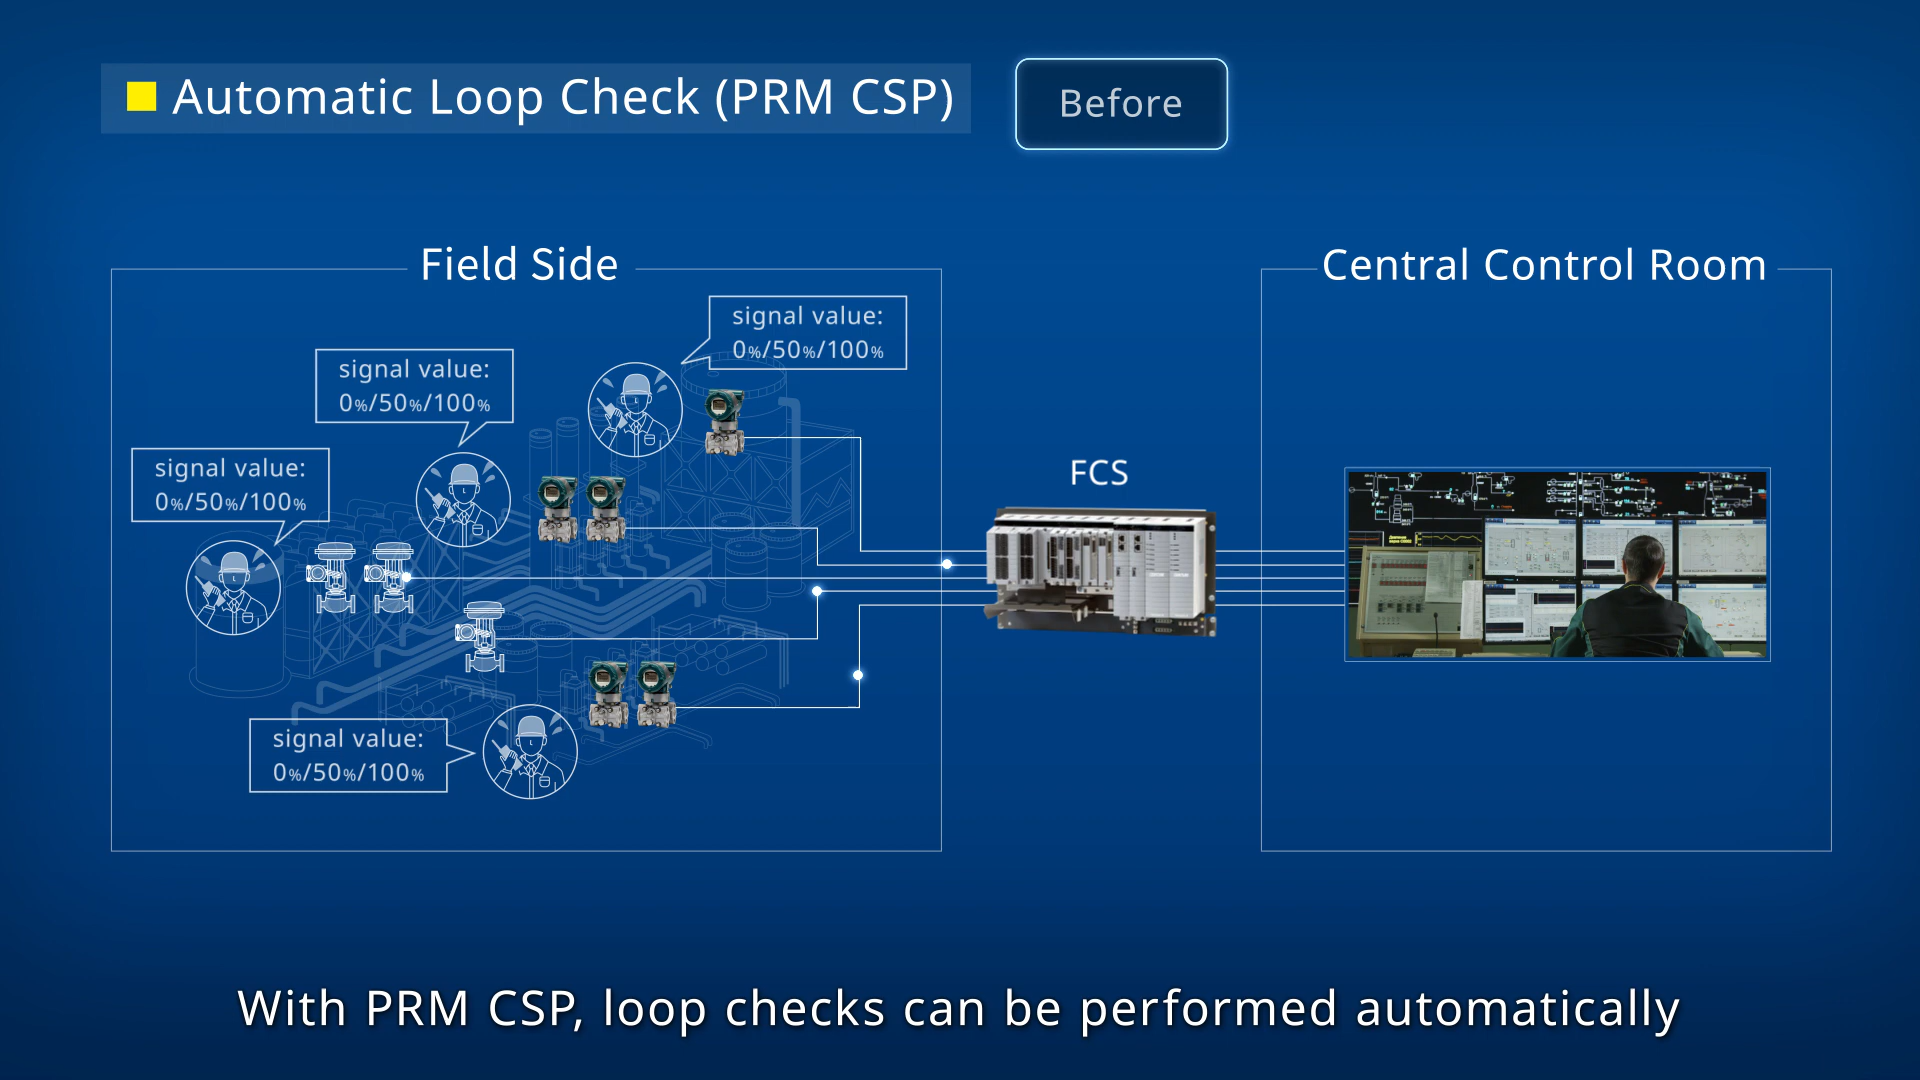 Automatic Loop Check (PRM CSP)
Before
Field Side
Central Control Room
signal value:
0%/50%/100%
signal value:
0%/50%/100%
signal value:
0%/50%/100%
FCS
signal value:
0%/50%/100%
With PRM CSP, loop checks can be performed automatically